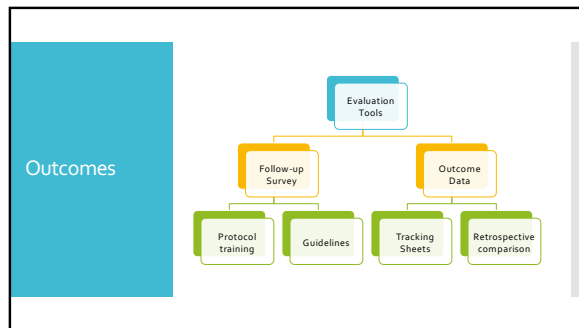 Outcomes
Evaluation
Tools
Follow-up
Survey
Outcome
Data
Protocol
training
Guidelines
Tracking
Sheets
Retrospective
comparison